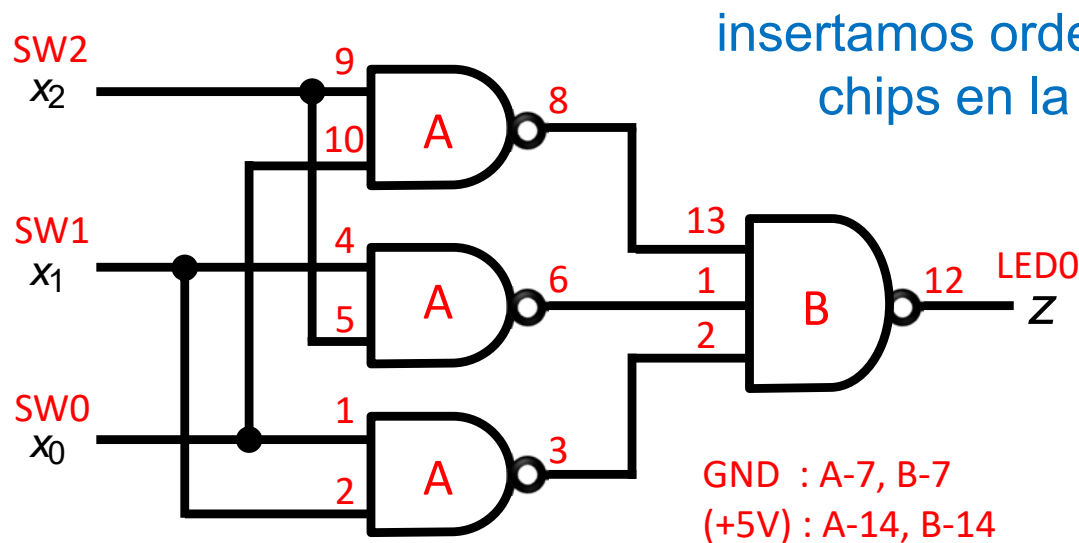 insertamos
chips en la
SW2
x2
9
10
A
8
SW1
x1
4
5
A
6
13
1
2
B
12
LED0
z
SW0
x0
1
2
A
3
GND : A-7, B-7
(+5V) : A-14, B-14